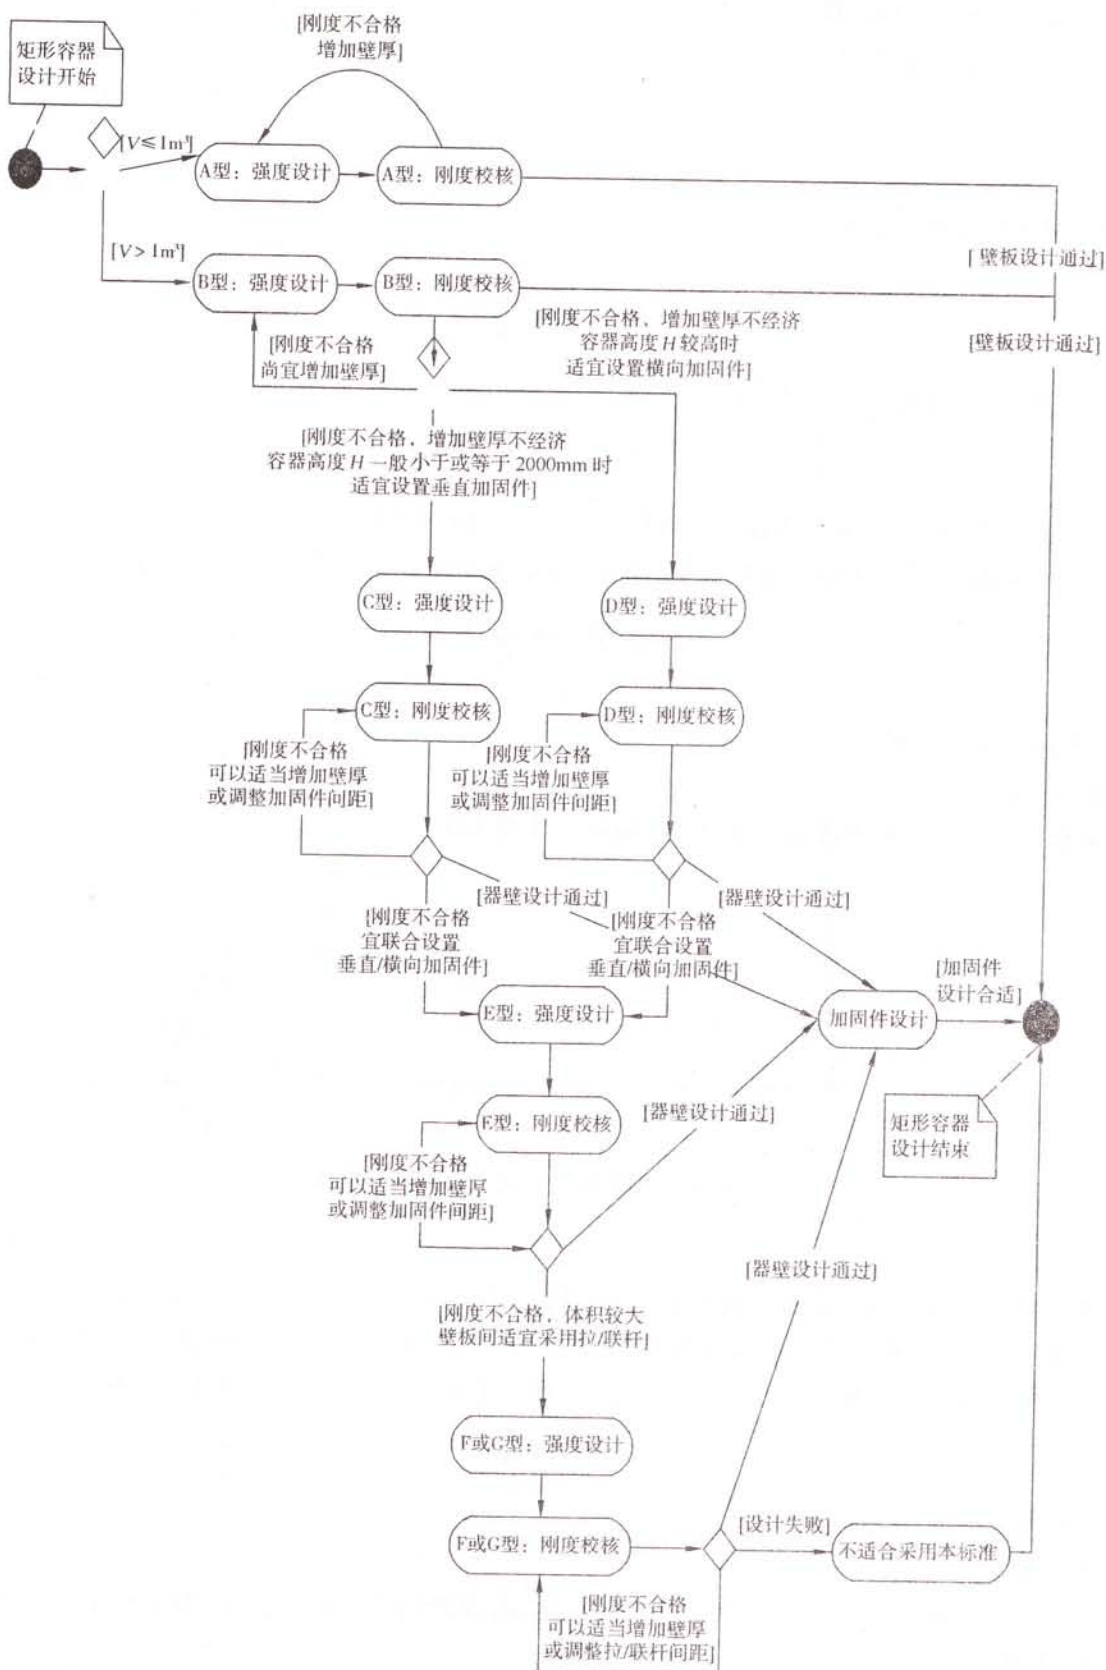 [刚度不合格
增加壁厚]
矩形容器
设计开始
[V≤1m³]
A型：强度设计
A型：刚度校核
[V>1m³]
[壁板设计通过]
B型：强度设计
B型：刚度校核
[刚度不合格，增加壁厚不经济
容器高度H较高时
适宜设置横向加固件]
[壁板设计通过]
[刚度不合格
尚宜增加壁厚]
[刚度不合格，增加壁厚不经济
容器高度H一般小于或等于2000mm时
适宜设置垂直加固件]
C型：强度设计
D型：强度设计
C型：刚度校核
D型：刚度校核
[刚度不合格
可以适当增加壁厚
或调整加固件间距]
[刚度不合格
可以适当增加壁厚
或调整加固件间距]
[器壁设计通过]
[器壁设计通过]
[刚度不合格
宜联合设置
垂直/横向加固件]
[刚度不合格
宜联合设置
垂直/横向加固件]
[加固件
设计合适]
E型：强度设计
加固件设计
[器壁设计通过]
E型：刚度校核
矩形容器
设计结束
[刚度不合格
可以适当增加壁厚
或调整加固件间距]
[器壁设计通过]
[刚度不合格，体积较大
壁板间适宜采用拉/联杆]
F或G型：强度设计
[设计失败]
F或G型：刚度校核
不适合采用本标准
[刚度不合格
可以适当增加壁厚
或调整拉/联杆间距]